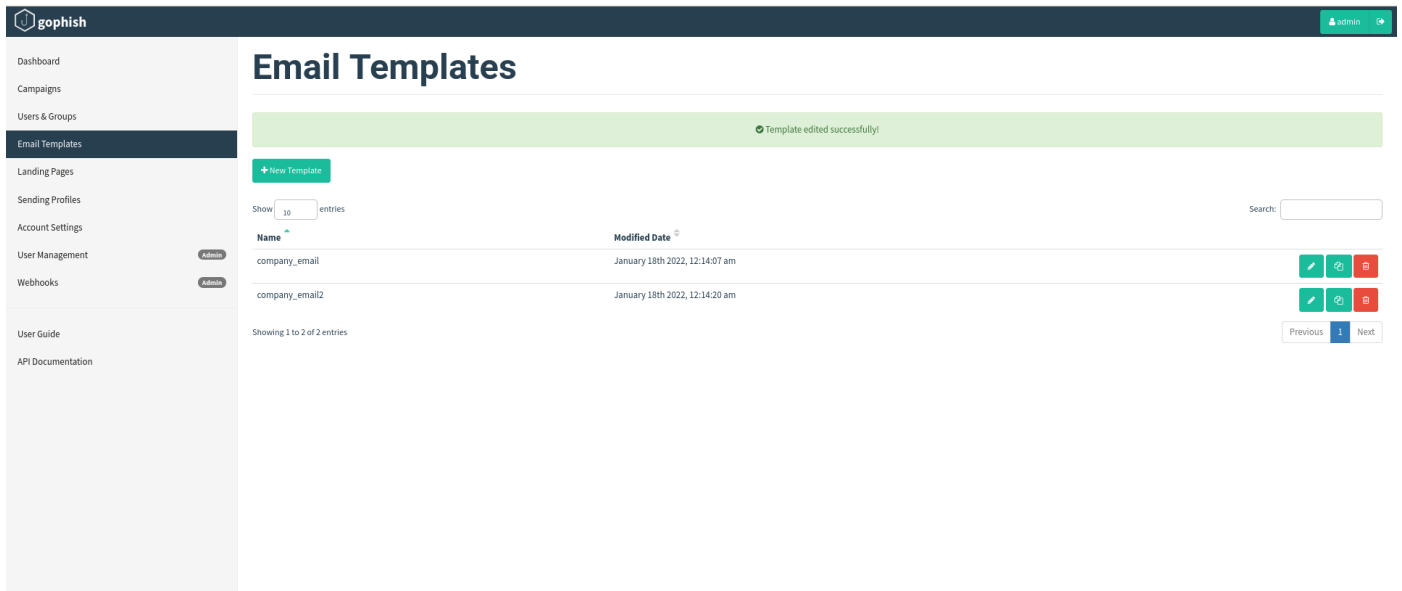 gophish
admin
Dashboard
Campaigns
Users & Groups
Email Templates
Landing Pages
Sending Profiles
Account Settings
User Management Admin
Webhooks Admin
User Guide
API Documentation
Email Templates
Template edited successfully!
New Template
Show 10 entries
Search:
Name Modified Date
company_email January 18th 2022, 12:14:07 am
company_email2 January 18th 2022, 12:14:20 am
Showing 1 to 2 of 2 entries
Previous 1 Next